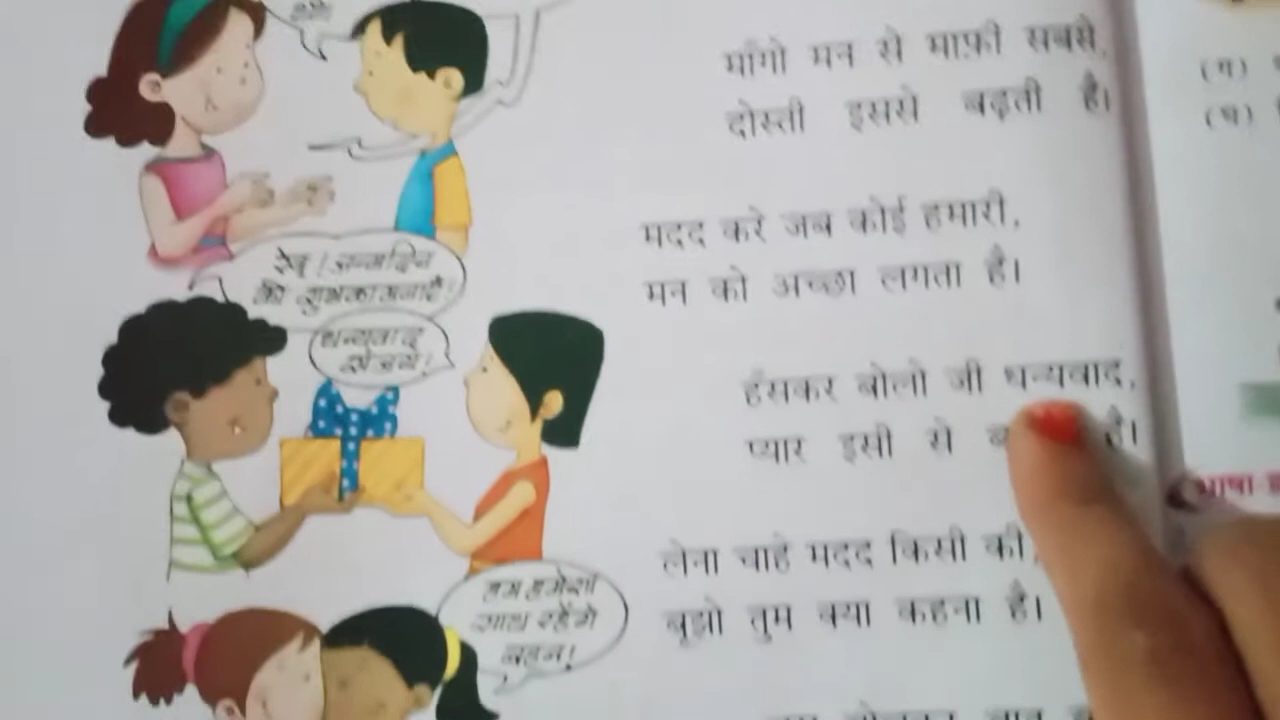 माँगो मन से माफ़ी सबसे,
दोस्ती इससे बढ़ती है।
मदद करे जब कोई हमारी,
मन को अच्छा लगता है।
हँसकर बोलो जी धन्यवाद,
प्यार इसी से है।
लेना चाहे मदद किसी की,
बूझो तुम क्या कहना है।
जन्मदिन
की शुभकामनाएँ!
धन्यवाद
संजय!
हम हमेशा
साथ रहेंगे
बहन!
(ग)
(घ)
भाषा